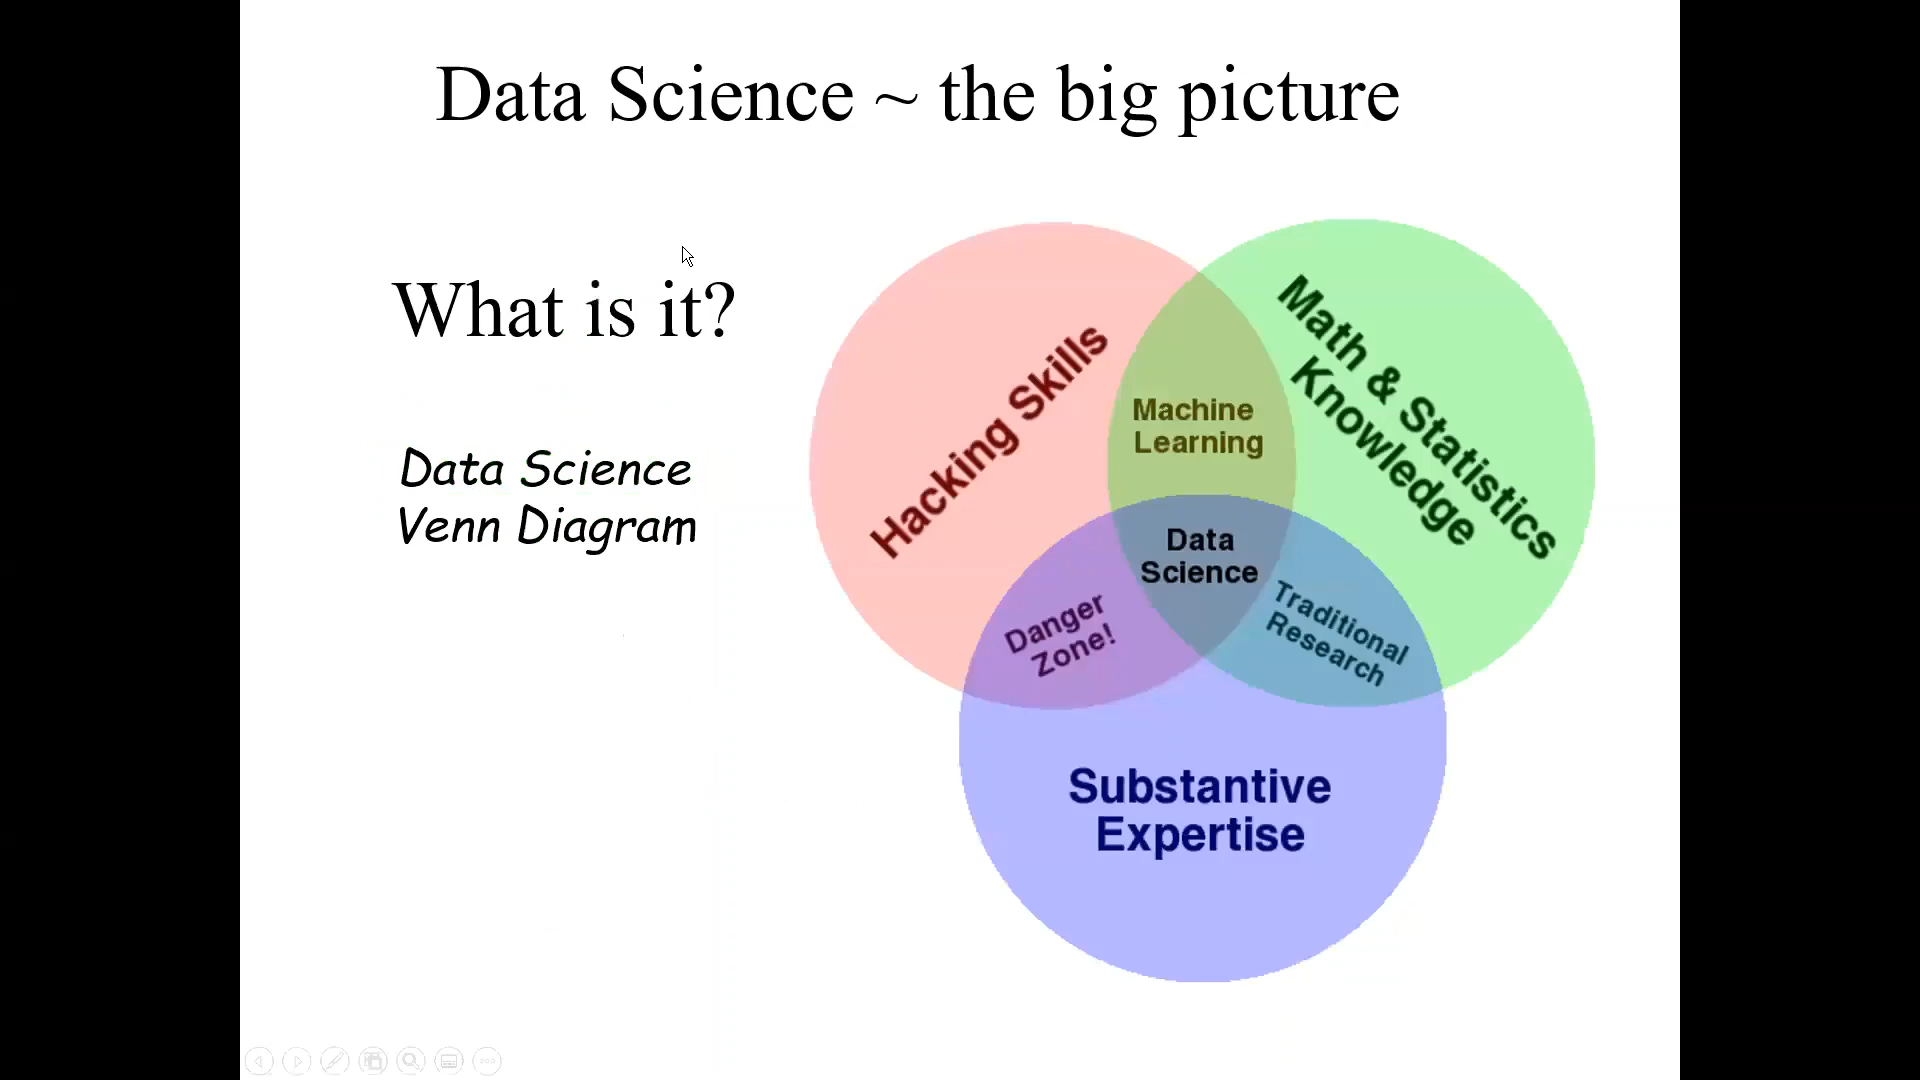 Data Science ~ the big picture
What is it?
Data Science
Venn Diagram
Hacking Skills
Math & Statistics
Knowledge
Machine
Learning
Data
Science
Danger
Zone!
Traditional
Research
Substantive
Expertise